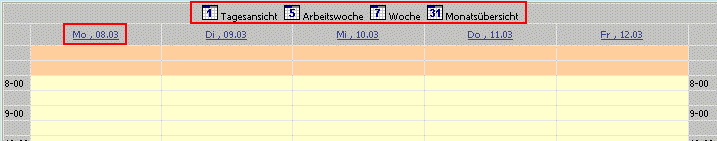 1 Tagesansicht 5 Arbeitswoche 7 Woche 31 Monatsübersicht
Mo , 08.03 Di , 09.03 Mi , 10.03 Do , 11.03 Fr , 12.03
8-00 8-00
9-00 9-00